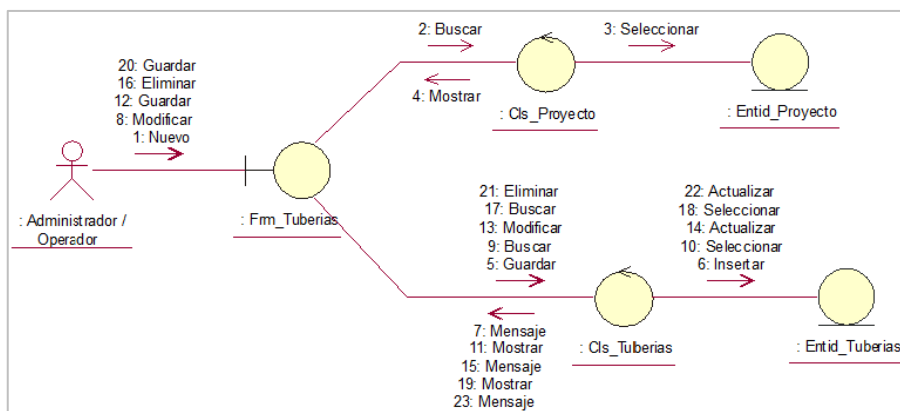 2: Buscar
3: Seleccionar
4: Mostrar
: Cls_Proyecto
: Entid_Proyecto
20: Guardar
16: Eliminar
12: Guardar
8: Modificar
1: Nuevo
: Administrador /
Operador
: Frm_Tuberias
21: Eliminar
17: Buscar
13: Modificar
9: Buscar
5: Guardar
22: Actualizar
18: Seleccionar
14: Actualizar
10: Seleccionar
6: Insertar
7: Mensaje
11: Mostrar
15: Mensaje
19: Mostrar
23: Mensaje
: Cls_Tuberias
: Entid_Tuberias